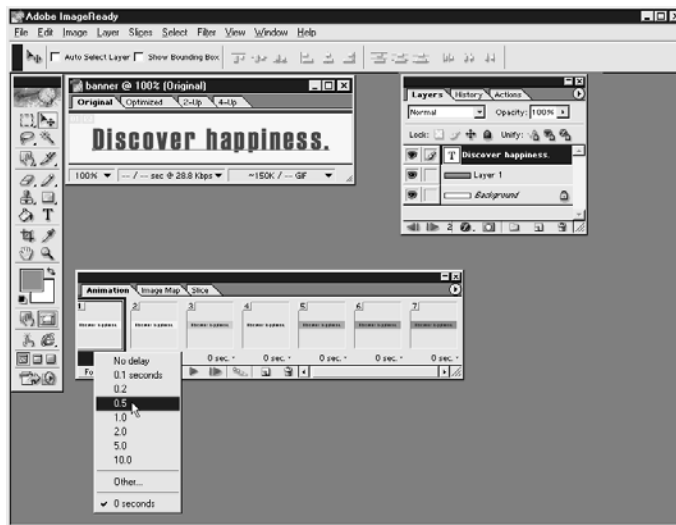 Adobe ImageReady
File Edit Image Layer Slices Select Filter View Window Help
Auto Select Layer Show Bounding Box
banner @ 100% (Original)
Original Optimized 2-Up 4-Up
Discover happiness.
100% -- / -- sec @ 28.8 Kbps ~150K / -- GIF
Layers History Actions
Normal Opacity: 100%
Lock: Unify:
T Discover happiness.
Layer 1
Background
2
Animation Image Map Slice
1 2 3 4 5 6 7
0 sec. 0 sec. 0 sec. 0 sec. 0 sec.
Fo
No delay
0.1 seconds
0.2
0.5
1.0
2.0
5.0
10.0
Other...
✓ 0 seconds